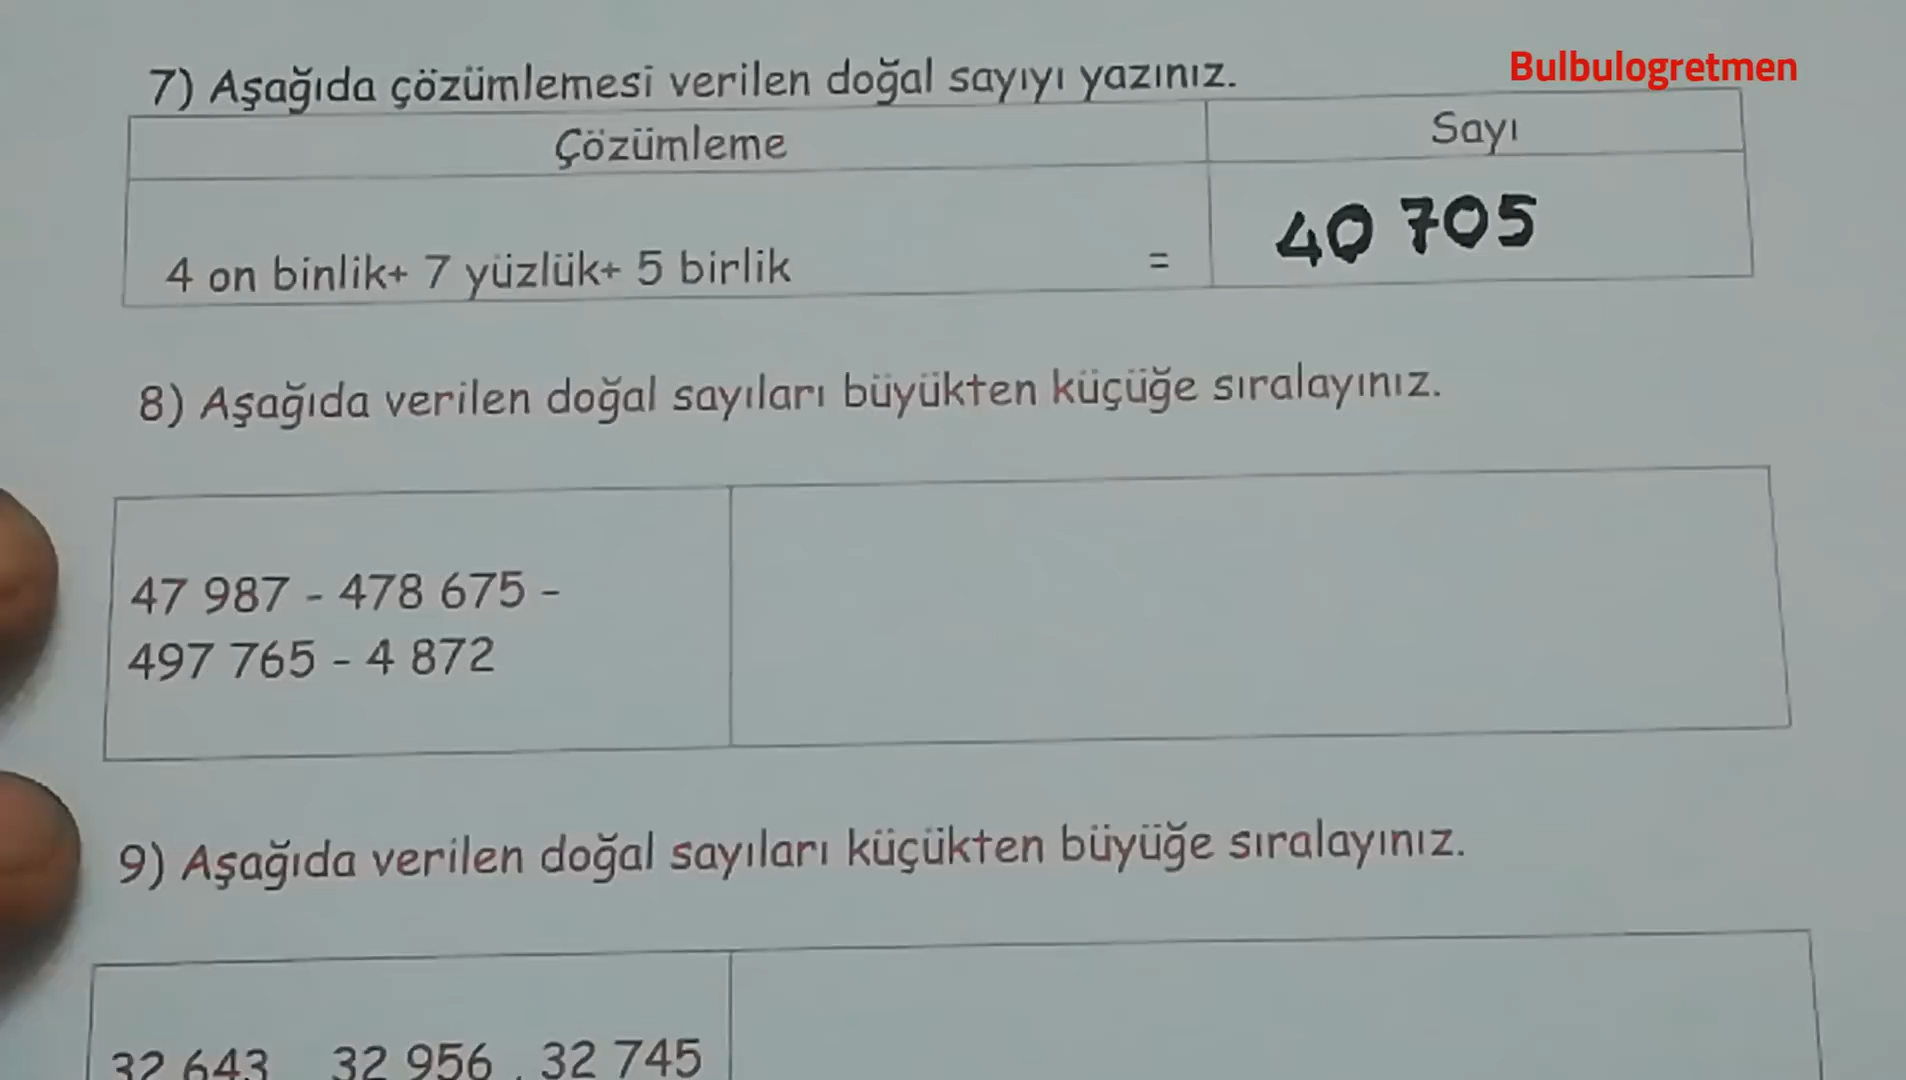 Bulbulogretmen
7) Aşağıda çözümlemesi verilen doğal sayıyı yazınız.
Çözümleme Sayı
4 on binlik+ 7 yüzlük+ 5 birlik = 40 705
8) Aşağıda verilen doğal sayıları büyükten küçüğe sıralayınız.
47 987 - 478 675 -
497 765 - 4 872
9) Aşağıda verilen doğal sayıları küçükten büyüğe sıralayınız.
32 643 32 956 . 32 745